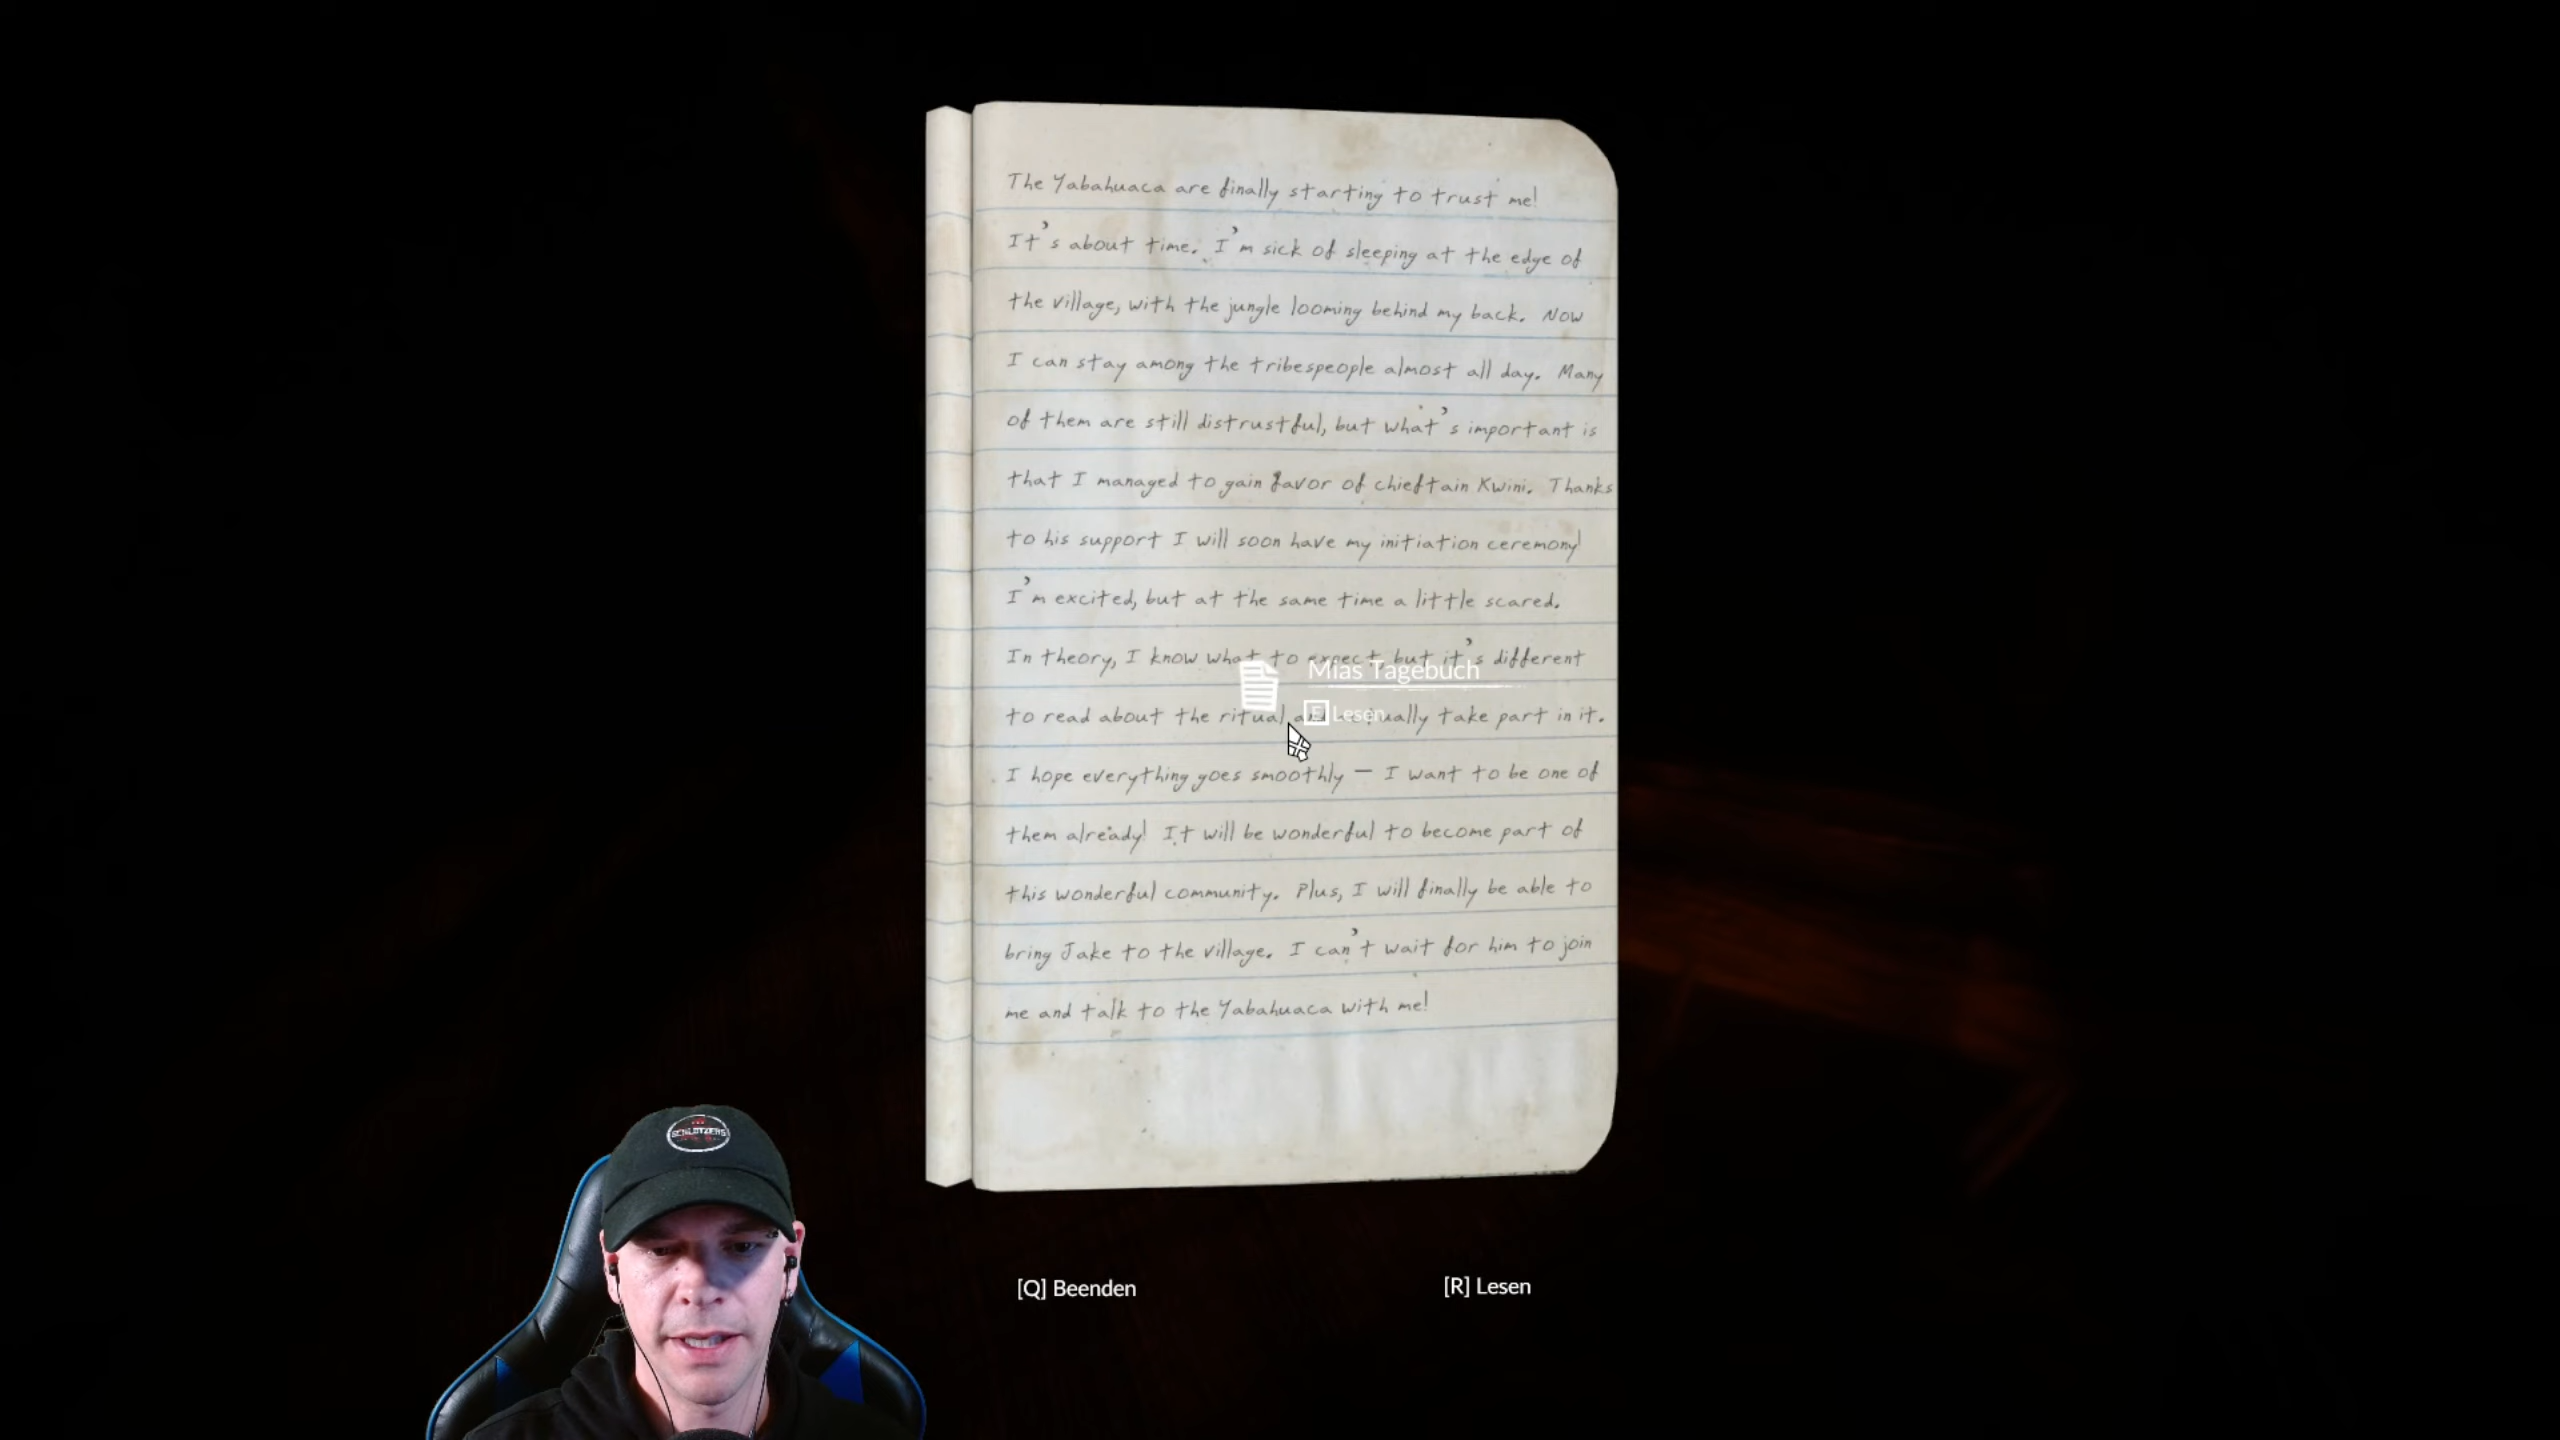 The Yabahuaca are finally starting to trust me!
It's about time. I'm sick of sleeping at the edge of
the village, with the jungle looming behind my back. Now
I can stay among the tribespeople almost all day. Many
of them are still distrustful, but what's important is
that I managed to gain favor of chieftain Kwini. Thanks
to his support I will soon have my initiation ceremony!
I'm excited, but at the same time a little scared.
In theory, I know what to expect, but it's different
Mias Tagebuch
to read about the ritual and actually take part in it.
Lesen
I hope everything goes smoothly — I want to be one of
them already! It will be wonderful to become part of
this wonderful community. Plus, I will finally be able to
bring Jake to the village. I can't wait for him to join
me and talk to the Yabahuaca with me!
[Q] Beenden
[R] Lesen